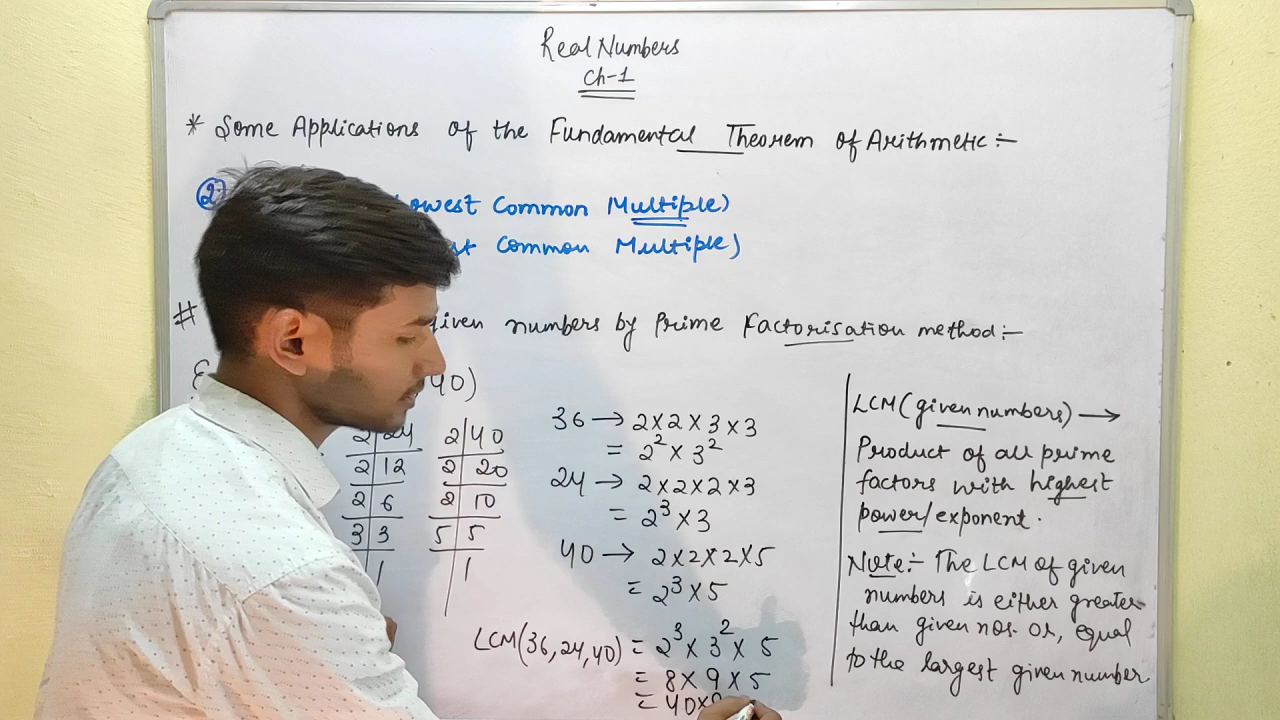 Real Numbers
Ch-1
* Some Applications of the Fundamental Theorem of Arithmetic:-
② owest Common Multiple)
st Common Multiple)
# iven numbers by Prime Factorisation method:-
40)
2 | 24
2 | 12
2 | 6
3 | 3
1
2 | 40
2 | 20
2 | 10
5 | 5
1
36 → 2×2×3×3
= 2² × 3²
24 → 2×2×2×3
= 2³ × 3
40 → 2×2×2×5
= 2³ × 5
LCM(36,24,40) = 2³ × 3² × 5
= 8 × 9 × 5
= 40×9
LCM(given numbers) →
Product of all prime
factors with highest
power/exponent.
Note:- The LCM of given
numbers is either greater
than given nos. or, equal
to the largest given number